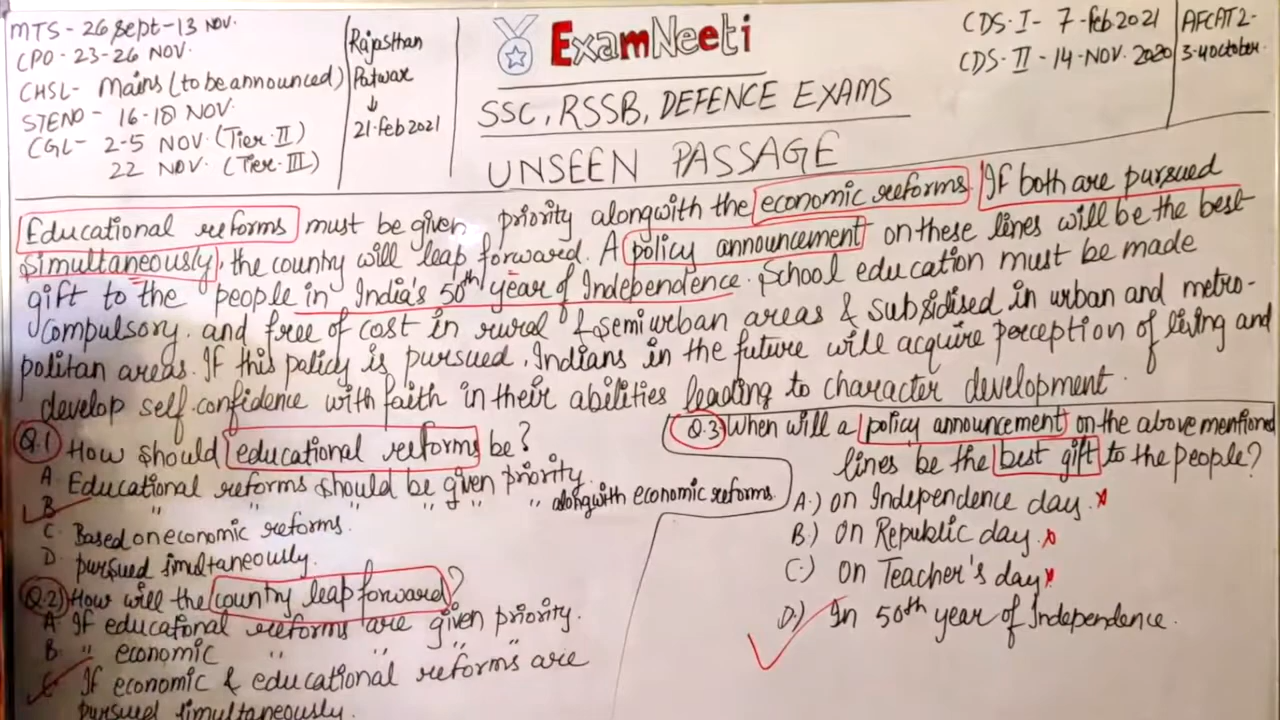 MTS - 26 Sept - 13 NOV.
CPO - 23-26 NOV.
CHSL - Mains (to be announced)
STENO - 16-18 NOV.
CGL - 2-5 NOV. (Tier-II)
22 NOV. (Tier-III)
Rajasthan
Patwar
↓
21-Feb 2021
ExamNeeti
SSC, RSSB, DEFENCE EXAMS
UNSEEN PASSAGE
CDS-I - 7-Feb 2021
CDS-II - 14-NOV. 2020
AFCAT 2-
3-4 october.
Educational reforms must be given priority alongwith the economic reforms. If both are pursued
simultaneously, the country will leap forward. A policy announcement on these lines will be the best
gift to the people in India's 50th year of Independence. School education must be made
compulsory and free of cost in rural & semi urban areas & subsidised in urban and metro-
politan areas. If this policy is pursued, Indians in the future will acquire perception of living and
develop self confidence with faith in their abilities leading to character development.
Q.1 How should educational reforms be?
A. Educational reforms should be given priority.
B. " " " " " alongwith economic reforms.
C. Based on economic reforms.
D. pursued simultaneously.
Q.2) How will the country leap forward?
A. If educational reforms are given priority.
B. " economic " " " "
C. If economic & educational reforms are
pursued simultaneously.
Q.3 When will a policy announcement on the above mentioned
lines be the best gift to the people?
A.) on Independence day.
B.) on Republic day.
C.) on Teacher's day
D.) In 50th year of Independence.